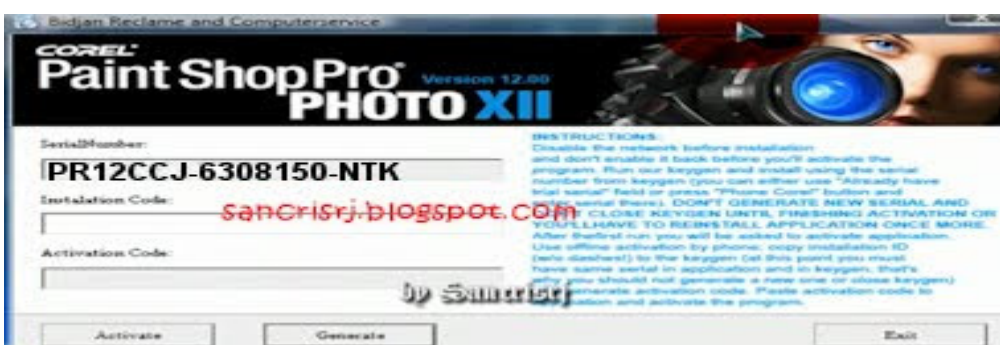 Bidjan Reclame and Computerservice
COREL
Paint Shop Pro Version 12.00
PHOTO XII
SerialNumber:
PR12CCJ-6308150-NTK
Instalation Code:
Activation Code:
sancrisrj.blogspot.com
by Sancrisrj
INSTRUCTIONS:
Disable the network before installation
and don't enable it back before you'll activate the
program. Run our keygen and install using the serial
number from keygen (you can either use "Already have
trial serial" field or press "Phone Corel" button and
serial there). DON'T GENERATE NEW SERIAL AND
CLOSE KEYGEN UNTIL FINISHING ACTIVATION OR
YOU'LL HAVE TO REINSTALL APPLICATION ONCE MORE.
After thefirst run you will be asked to activate application.
Use offline activation by phone; copy installation ID
(w/o dashes!) to the keygen (at this point you must
have same serial in application and in keygen, that's
why you should not generate a new one or close keygen)
generate activation code. Paste activation code to
and activate the program.
Activate
Generate
Exit